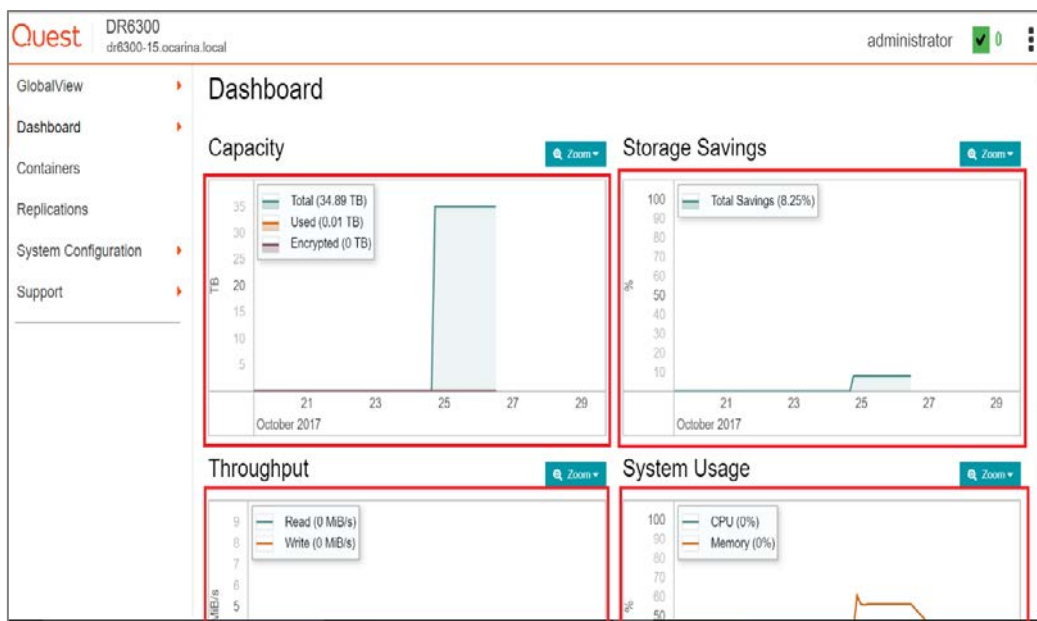 Quest
DR6300
dr6300-15.ocarina.local
administrator
0
GlobalView
Dashboard
Containers
Replications
System Configuration
Support
Dashboard
Capacity
Zoom
Total (34.89 TB)
Used (0.01 TB)
Encrypted (0 TB)
35
30
25
20
15
10
5
TB
21 23 25 27 29
October 2017
Storage Savings
Zoom
Total Savings (8.25%)
100
90
80
70
60
50
40
30
20
10
%
21 23 25 27 29
October 2017
Throughput
Zoom
Read (0 MiB/s)
Write (0 MiB/s)
9
8
7
6
5
MiB/s
System Usage
Zoom
CPU (0%)
Memory (0%)
100
90
80
70
60
50
%